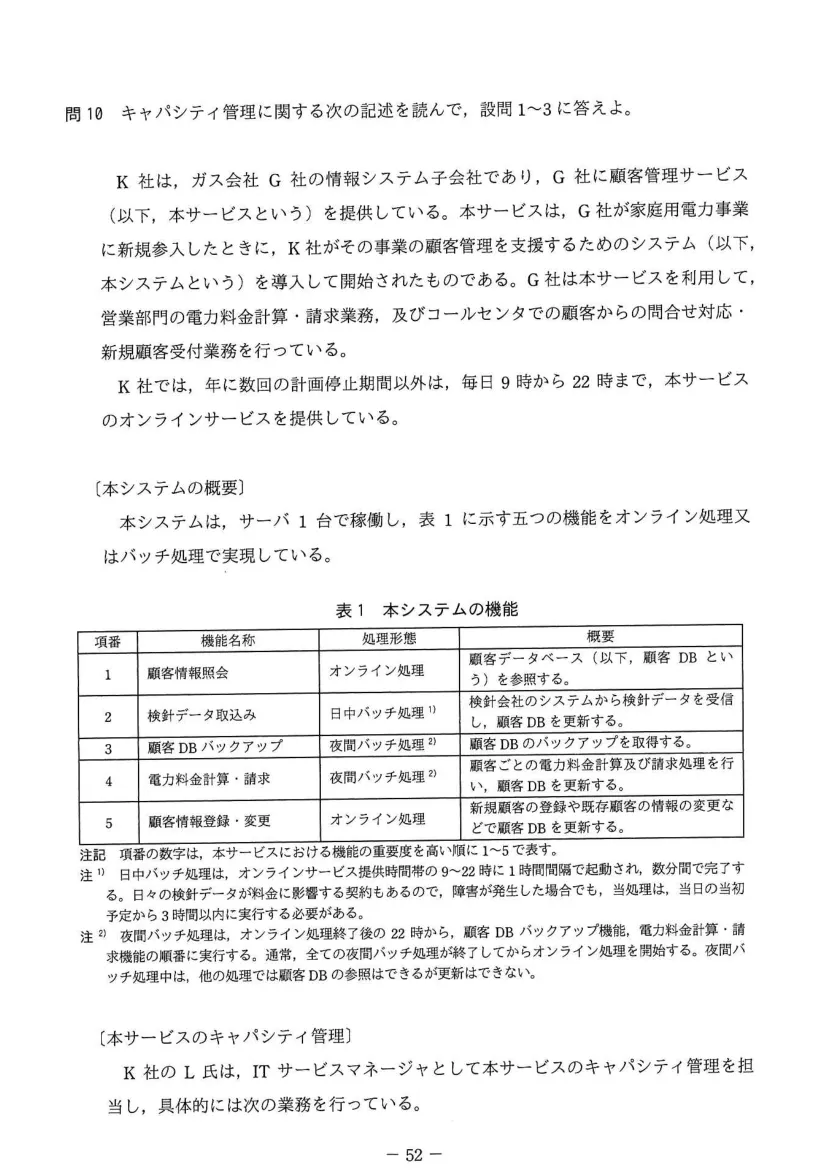 問10 キャパシティ管理に関する次の記述を読んで，設問1～3に答えよ。
K 社は，ガス会社 G 社の情報システム子会社であり，G 社に顧客管理サービス
（以下，本サービスという）を提供している。本サービスは，G 社が家庭用電力事業
に新規参入したときに，K 社がその事業の顧客管理を支援するためのシステム（以下，
本システムという）を導入して開始されたものである。G 社は本サービスを利用して，
営業部門の電力料金計算・請求業務，及びコールセンタでの顧客からの問合せ対応・
新規顧客受付業務を行っている。
K 社では，年に数回の計画停止期間以外は，毎日 9 時から 22 時まで，本サービス
のオンラインサービスを提供している。
〔本システムの概要〕
本システムは，サーバ 1 台で稼働し，表 1 に示す五つの機能をオンライン処理又
はバッチ処理で実現している。
表1 本システムの機能
項番 機能名称 処理形態 概要
1 顧客情報照会 オンライン処理 顧客データベース（以下，顧客 DB とい
う）を参照する。
2 検針データ取込み 日中バッチ処理 1) 検針会社のシステムから検針データを受信
し，顧客 DB を更新する。
3 顧客 DB バックアップ 夜間バッチ処理 2) 顧客 DB のバックアップを取得する。
4 電力料金計算・請求 夜間バッチ処理 2) 顧客ごとの電力料金計算及び請求処理を行
い，顧客 DB を更新する。
5 顧客情報登録・変更 オンライン処理 新規顧客の登録や既存顧客の情報の変更な
どで顧客 DB を更新する。
注記 項番の数字は，本サービスにおける機能の重要度を高い順に 1～5 で表す。
注 1) 日中バッチ処理は，オンラインサービス提供時間帯の 9～22 時に 1 時間間隔で起動され，数分間で完了す
る。日々の検針データが料金に影響する契約もあるので，障害が発生した場合でも，当処理は，当日の当初
予定から 3 時間以内に実行する必要がある。
注 2) 夜間バッチ処理は，オンライン処理終了後の 22 時から，顧客 DB バックアップ機能，電力料金計算・請
求機能の順番に実行する。通常，全ての夜間バッチ処理が終了してからオンライン処理を開始する。夜間バ
ッチ処理中は，他の処理では顧客 DB の参照はできるが更新はできない。
〔本サービスのキャパシティ管理〕
K 社の L 氏は，IT サービスマネージャとして本サービスのキャパシティ管理を担
当し，具体的には次の業務を行っている。
－ 52 －